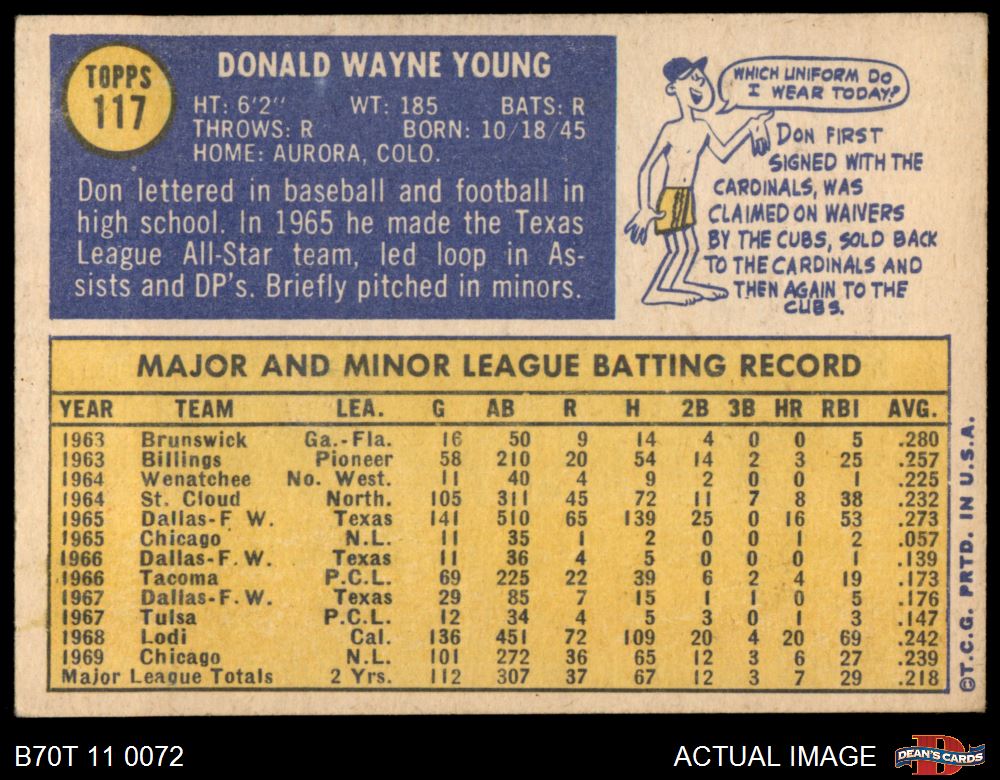 TOPPS
117
DONALD WAYNE YOUNG
HT: 6'2" WT: 185 BATS: R
THROWS: R BORN: 10/18/45
HOME: AURORA, COLO.
Don lettered in baseball and football in
high school. In 1965 he made the Texas
League All-Star team, led loop in As-
sists and DP's. Briefly pitched in minors.
WHICH UNIFORM DO
I WEAR TODAY?
DON FIRST
SIGNED WITH THE
CARDINALS, WAS
CLAIMED ON WAIVERS
BY THE CUBS, SOLD BACK
TO THE CARDINALS AND
THEN AGAIN TO THE
CUBS.
MAJOR AND MINOR LEAGUE BATTING RECORD
YEAR TEAM LEA. G AB R H 2B 3B HR RBI AVG.
1963 Brunswick Ga.-Fla. 16 50 9 14 4 0 0 5 .280
1963 Billings Pioneer 58 210 20 54 14 2 3 25 .257
1964 Wenatchee No. West. 11 40 4 9 2 0 0 1 .225
1964 St. Cloud North. 105 311 45 72 11 7 8 38 .232
1965 Dallas-F.W. Texas 141 510 65 139 25 0 16 53 .273
1965 Chicago N.L. 11 35 1 2 0 0 1 2 .057
1966 Dallas-F.W. Texas 11 36 4 5 0 0 0 1 .139
1966 Tacoma P.C.L. 69 225 22 39 6 2 4 19 .173
1967 Dallas-F.W. Texas 29 85 7 15 1 1 0 5 .176
1967 Tulsa P.C.L. 12 34 4 5 3 0 1 3 .147
1968 Lodi Cal. 136 451 72 109 20 4 20 69 .242
1969 Chicago N.L. 101 272 36 65 12 3 6 27 .239
Major League Totals 2 Yrs. 112 307 37 67 12 3 7 29 .218
©T.C.G. PRTD. IN U.S.A.
B70T 11 0072
ACTUAL IMAGE
DEAN'S CARDS